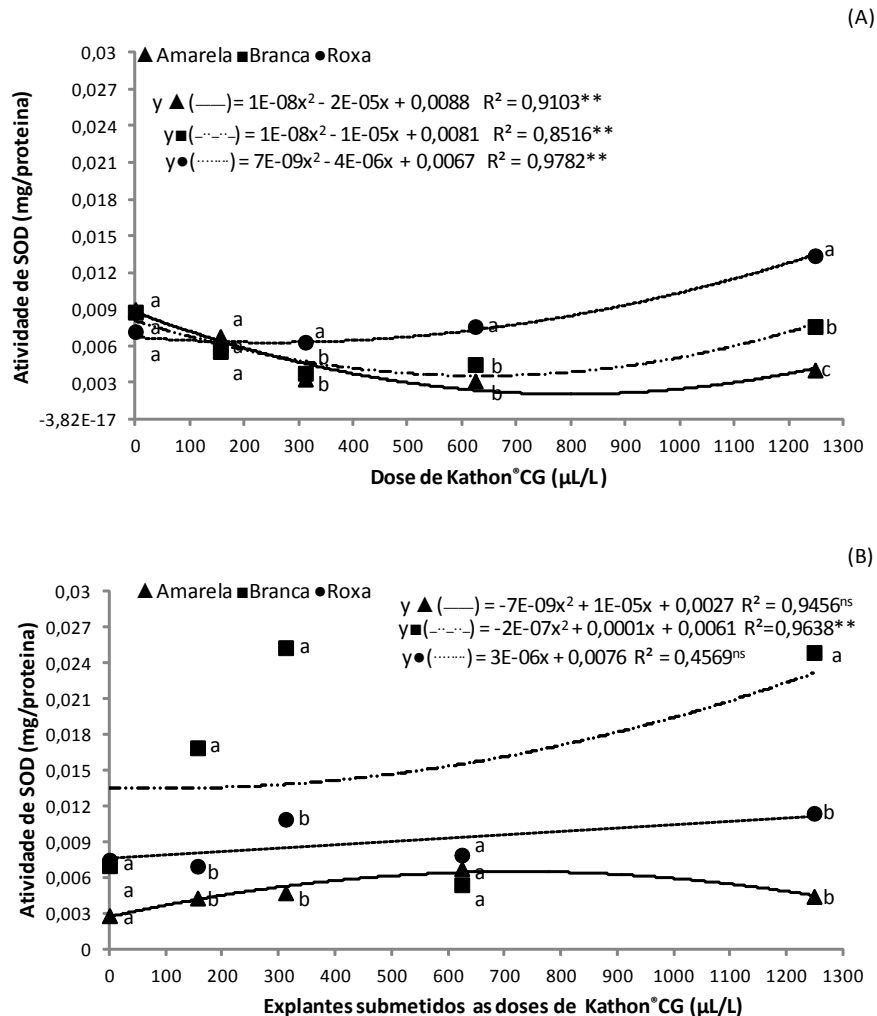 (A)
0,03
▲Amarela ■Branca ●Roxa
y ▲(——)= 1E-08x² - 2E-05x + 0,0088 R² = 0,9103**
y■(_.._.._)= 1E-08x² - 1E-05x + 0,0081 R² = 0,8516**
y●(········)= 7E-09x² - 4E-06x + 0,0067 R² = 0,9782**
0,027
0,024
0,021
0,018
0,015
0,012
0,009
0,006
0,003
-3,82E-17
Atividade de SOD (mg/proteina)
a
a
a
a
a
a
a
b
b
a
b
b
a
b
c
0 100 200 300 400 500 600 700 800 900 1000 1100 1200 1300
Dose de Kathon®CG (µL/L)
(B)
0,03
▲Amarela ■Branca ●Roxa
y ▲(——) = -7E-09x² + 1E-05x + 0,0027 R² = 0,9456ns
y■(_.._.._) = -2E-07x² + 0,0001x + 0,0061 R²=0,9638**
y●(········) = 3E-06x + 0,0076 R² = 0,4569ns
0,027
0,024
0,021
0,018
0,015
0,012
0,009
0,006
0,003
0
Atividade de SOD (mg/proteina)
a
a
a
a
b
b
a
b
b
a
a
a
a
b
b
0 100 200 300 400 500 600 700 800 900 1000 1100 1200 1300
Explantes submetidos as doses de Kathon®CG (µL/L)